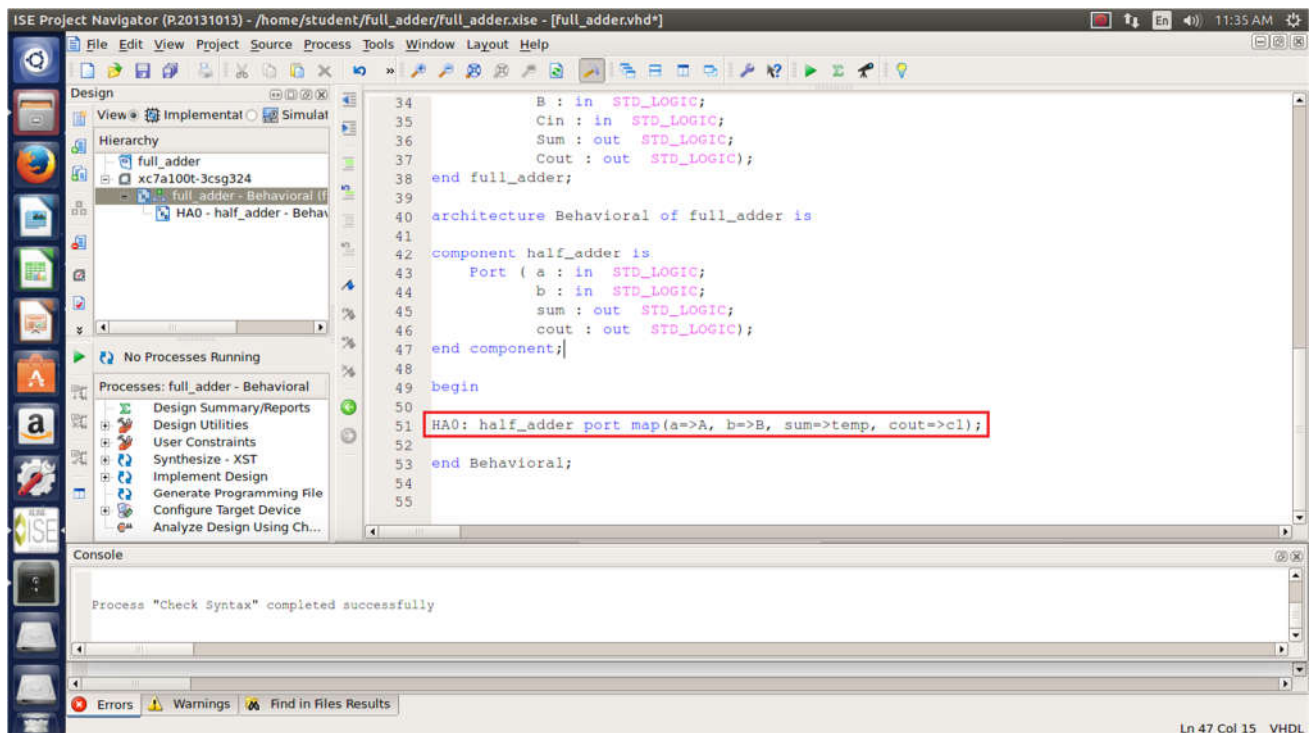 ISE Project Navigator (P.20131013) - /home/student/full_adder/full_adder.xise - [full_adder.vhd*]
En
11:35 AM
File Edit View Project Source Process Tools Window Layout Help
Design
View Implementat Simulat
Hierarchy
full_adder
xc7a100t-3csg324
full_adder - Behavioral (f
HA0 - half_adder - Behav
No Processes Running
Processes: full_adder - Behavioral
Design Summary/Reports
Design Utilities
User Constraints
Synthesize - XST
Implement Design
Generate Programming File
Configure Target Device
Analyze Design Using Ch...
34 B : in STD_LOGIC;
35 Cin : in STD_LOGIC;
36 Sum : out STD_LOGIC;
37 Cout : out STD_LOGIC);
38 end full_adder;
39
40 architecture Behavioral of full_adder is
41
42 component half_adder is
43 Port ( a : in STD_LOGIC;
44 b : in STD_LOGIC;
45 sum : out STD_LOGIC;
46 cout : out STD_LOGIC);
47 end component;
48
49 begin
50
51 HA0: half_adder port map(a=>A, b=>B, sum=>temp, cout=>c1);
52
53 end Behavioral;
54
55
Console
Process "Check Syntax" completed successfully
Errors Warnings Find in Files Results
Ln 47 Col 15 VHDL
a
ISE